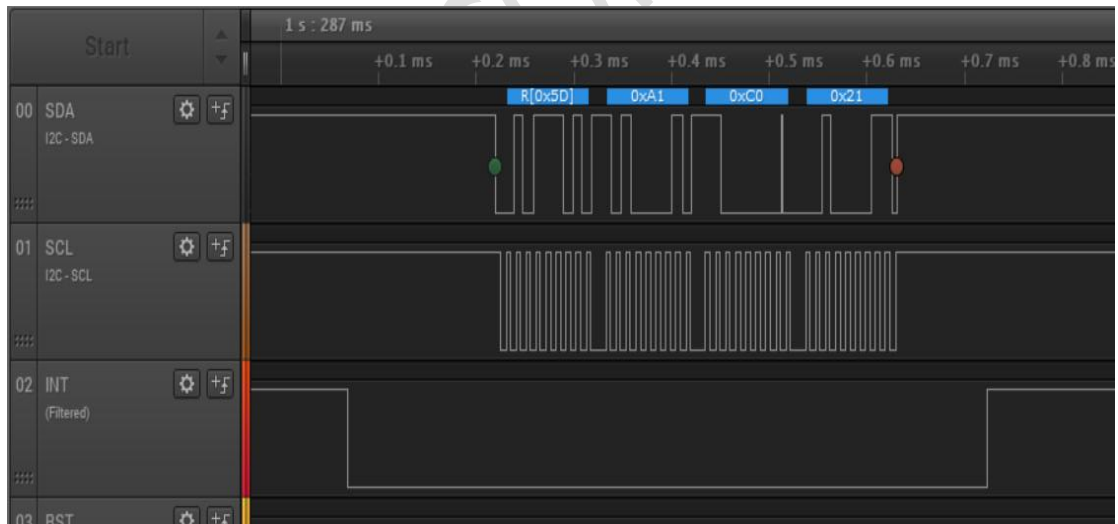 1 s : 287 ms
Start
+0.1 ms +0.2 ms +0.3 ms +0.4 ms +0.5 ms +0.6 ms +0.7 ms +0.8 ms
R[0x5D] 0xA1 0xC0 0x21
00 SDA
I2C - SDA
01 SCL
I2C - SCL
02 INT
(Filtered)
03 RST